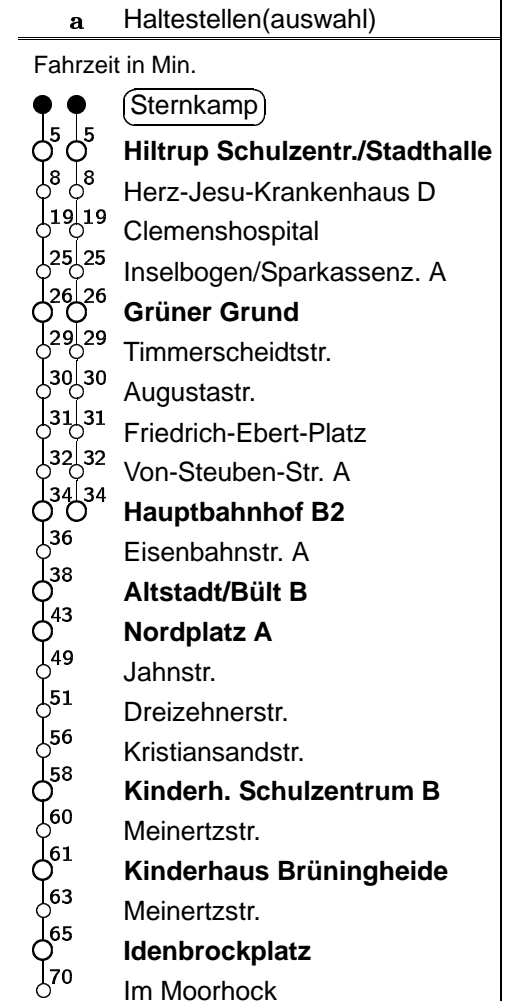 a Haltestellen(auswahl)
Fahrzeit in Min.
Sternkamp
5 5 Hiltrup Schulzentr./Stadthalle
8 8 Herz-Jesu-Krankenhaus D
19 19 Clemenshospital
25 25 Inselbogen/Sparkassenz. A
26 26 Grüner Grund
29 29 Timmerscheidtstr.
30 30 Augustastr.
31 31 Friedrich-Ebert-Platz
32 32 Von-Steuben-Str. A
34 34 Hauptbahnhof B2
36 Eisenbahnstr. A
38 Altstadt/Bült B
43 Nordplatz A
49 Jahnstr.
51 Dreizehnerstr.
56 Kristiansandstr.
58 Kinderh. Schulzentrum B
60 Meinertzstr.
61 Kinderhaus Brüningheide
63 Meinertzstr.
65 Idenbrockplatz
70 Im Moorhock